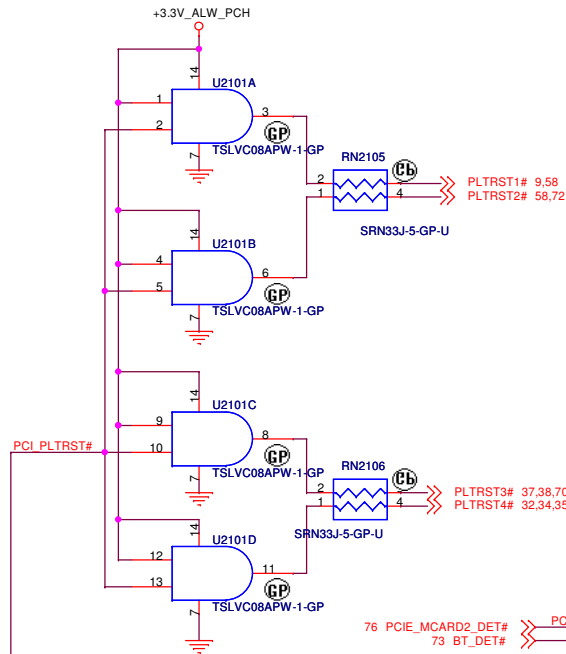 +3.3V_ALW_PCH
14
U2101A
1
3
2
GP
7
TSLVC08APW-1-GP
RN2105
2
PLTRST1# 9,58
1
4
PLTRST2# 58,72
SRN33J-5-GP-U
14
U2101B
4
6
5
GP
7
TSLVC08APW-1-GP
14
U2101C
9
8
PCI_PLTRST#
10
GP
7
TSLVC08APW-1-GP
RN2106
2
PLTRST3# 37,38,70
1
4
PLTRST4# 32,34,35
SRN33J-5-GP-U
14
U2101D
12
11
13
GP
7
TSLVC08APW-1-GP
76 PCIE_MCARD2_DET#
PC
73 BT_DET#